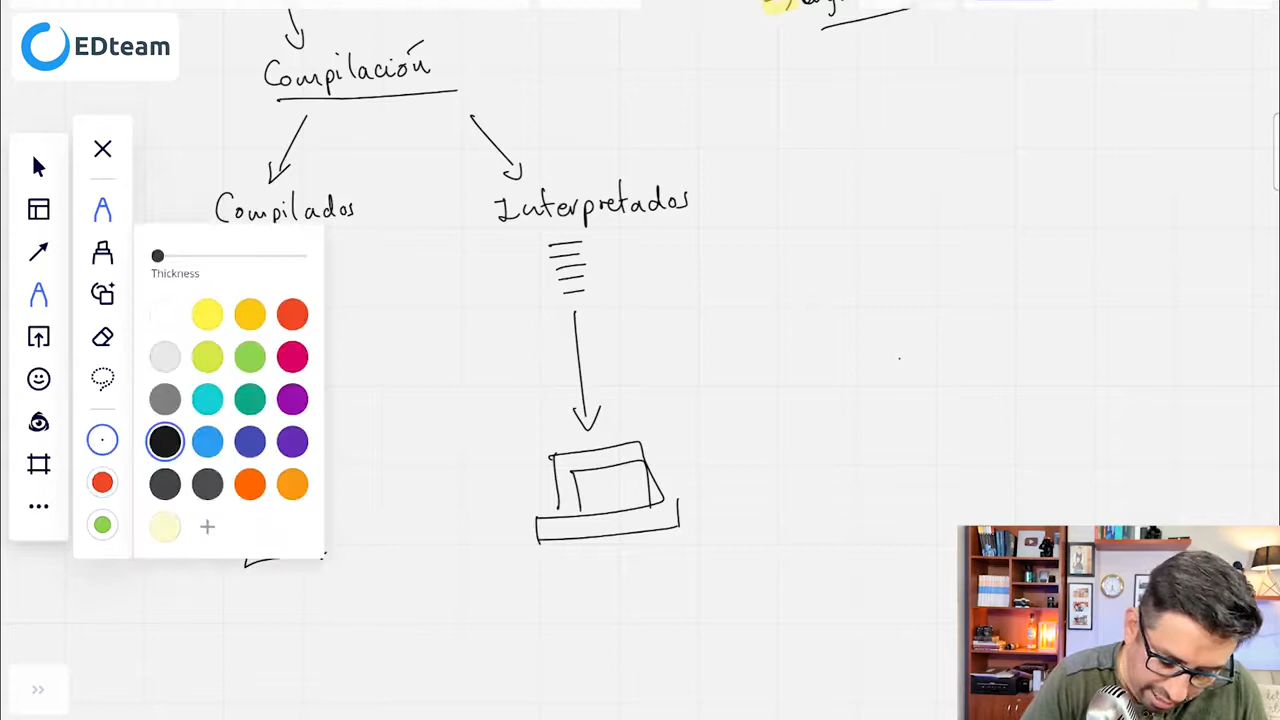 EDteam
Compilación
Compilados
Interpretados
Thickness